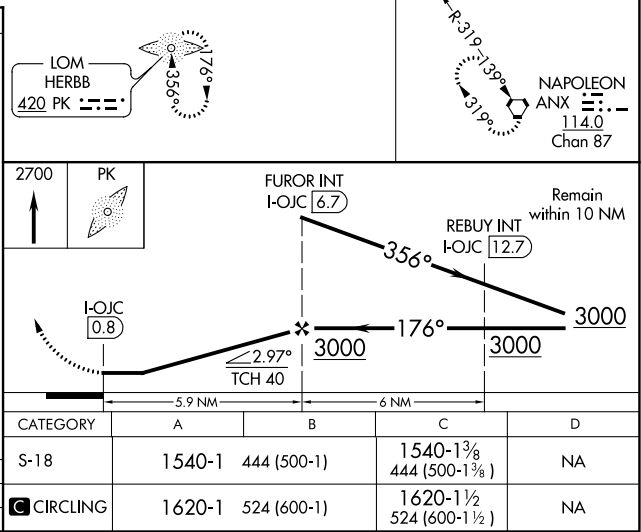 LOM
HERBB
420 PK
356°
176°
R-319
139°
319°
NAPOLEON
ANX
114.0
Chan 87
2700
PK
FUROR INT
I-OJC 6.7
Remain
within 10 NM
REBUY INT
I-OJC 12.7
356°
I-OJC
0.8
3000
176°
3000
3000
2.97°
TCH 40
5.9 NM
6 NM
CATEGORY A B C D
S-18 1540-1 444 (500-1) 1540-1⅜ NA
444 (500-1⅜)
C CIRCLING 1620-1 524 (600-1) 1620-1½ NA
524 (600-1½)